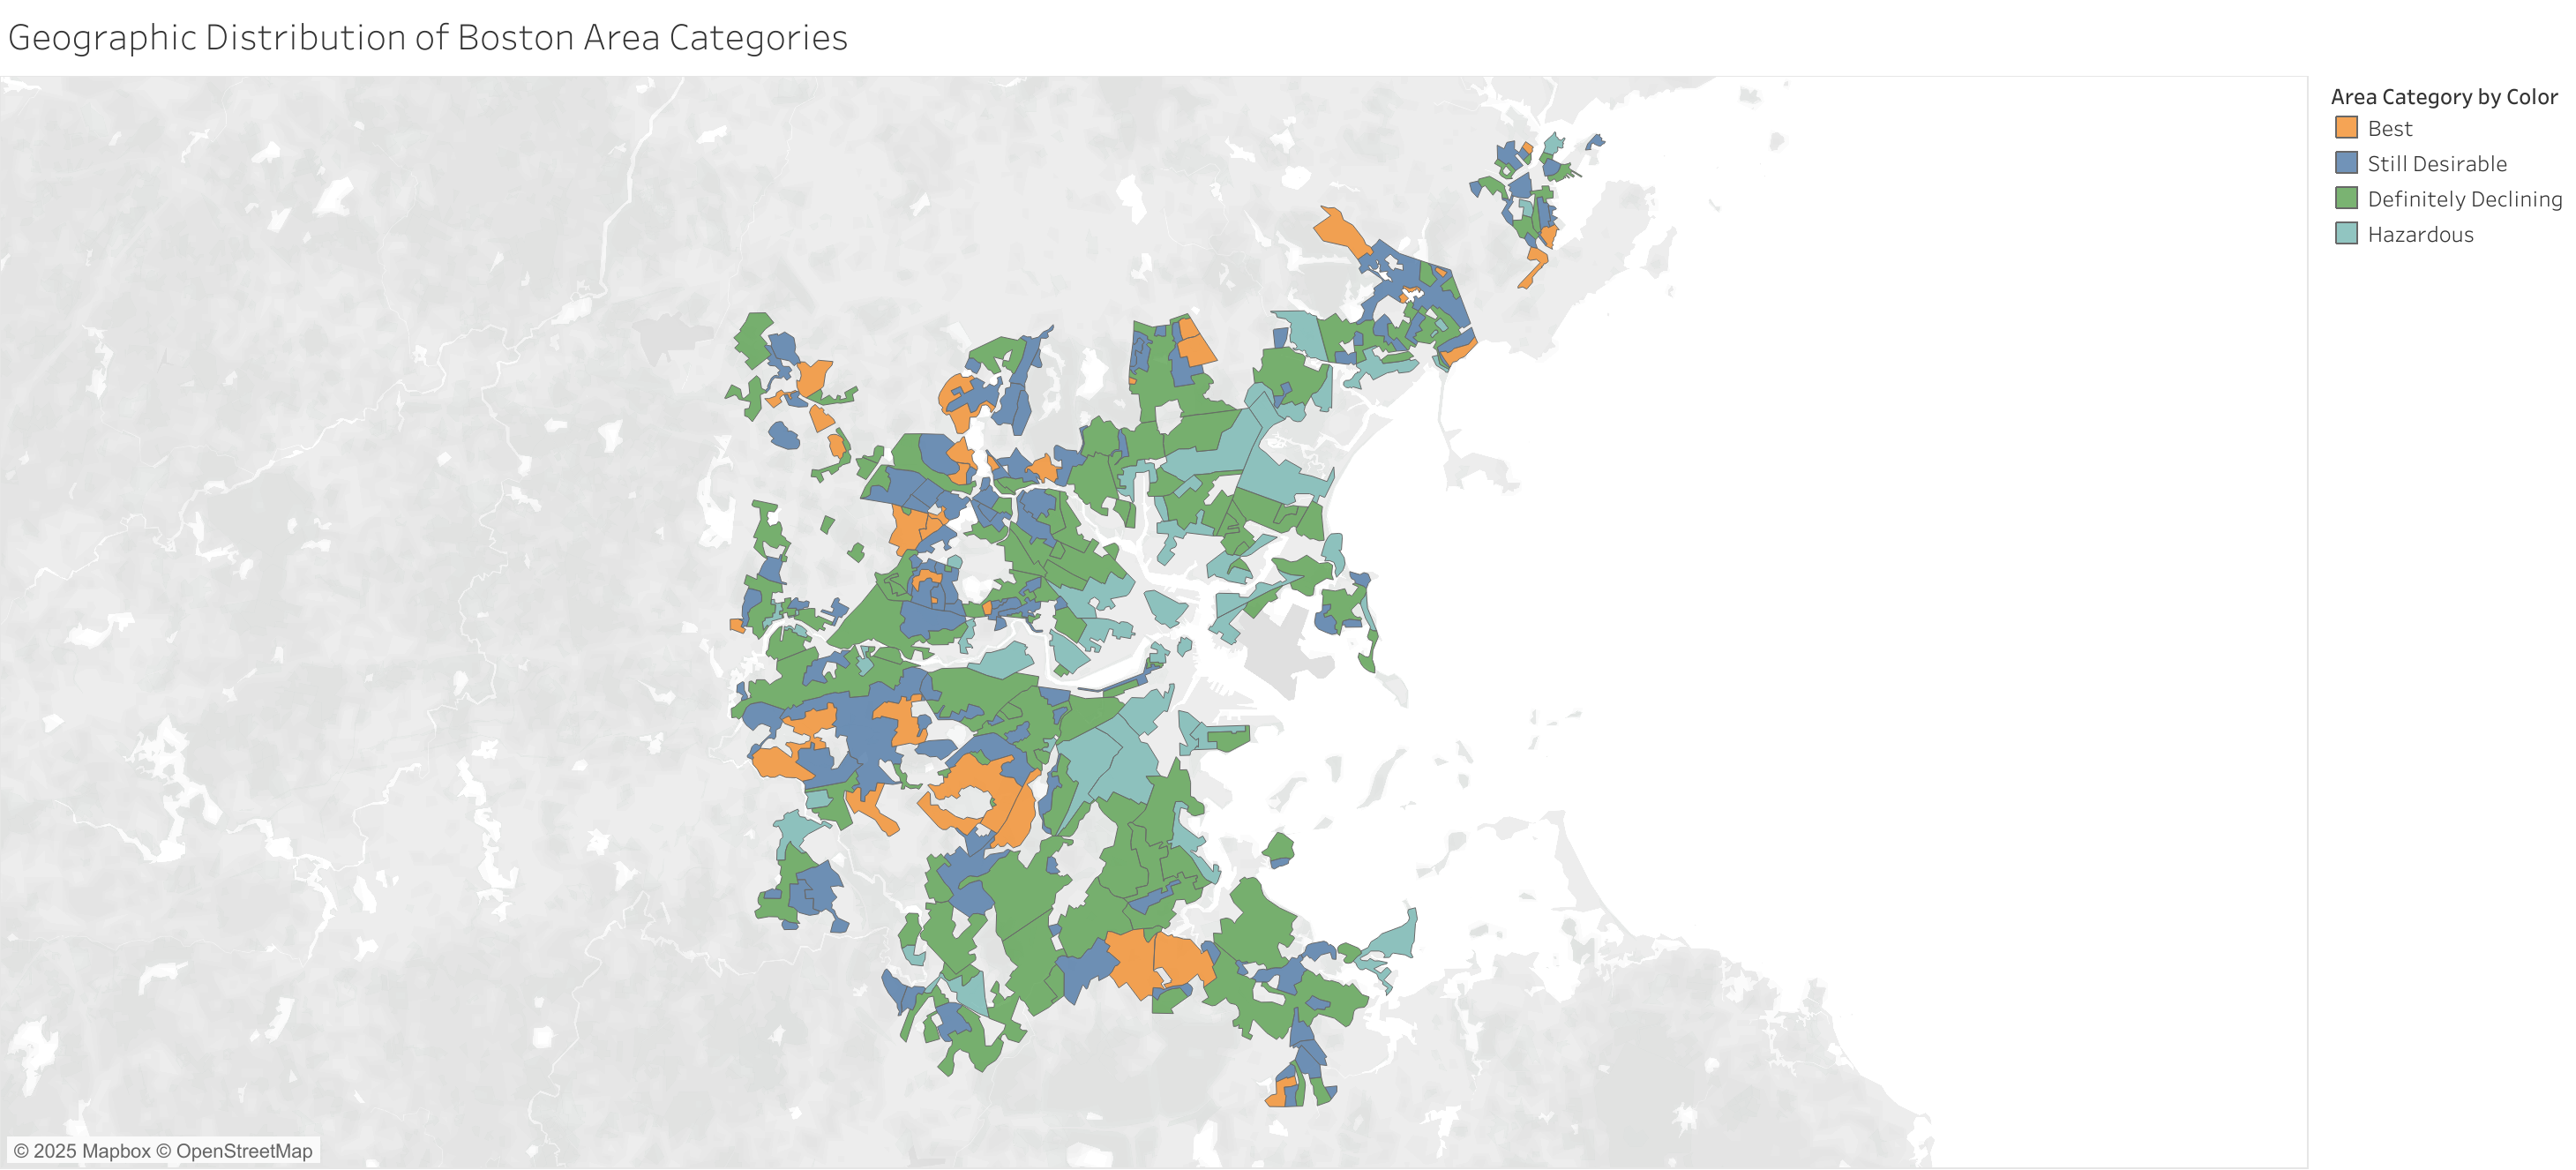 Geographic Distribution of Boston Area Categories
Area Category by Color
Best
Still Desirable
Definitely Declining
Hazardous
© 2025 Mapbox © OpenStreetMap